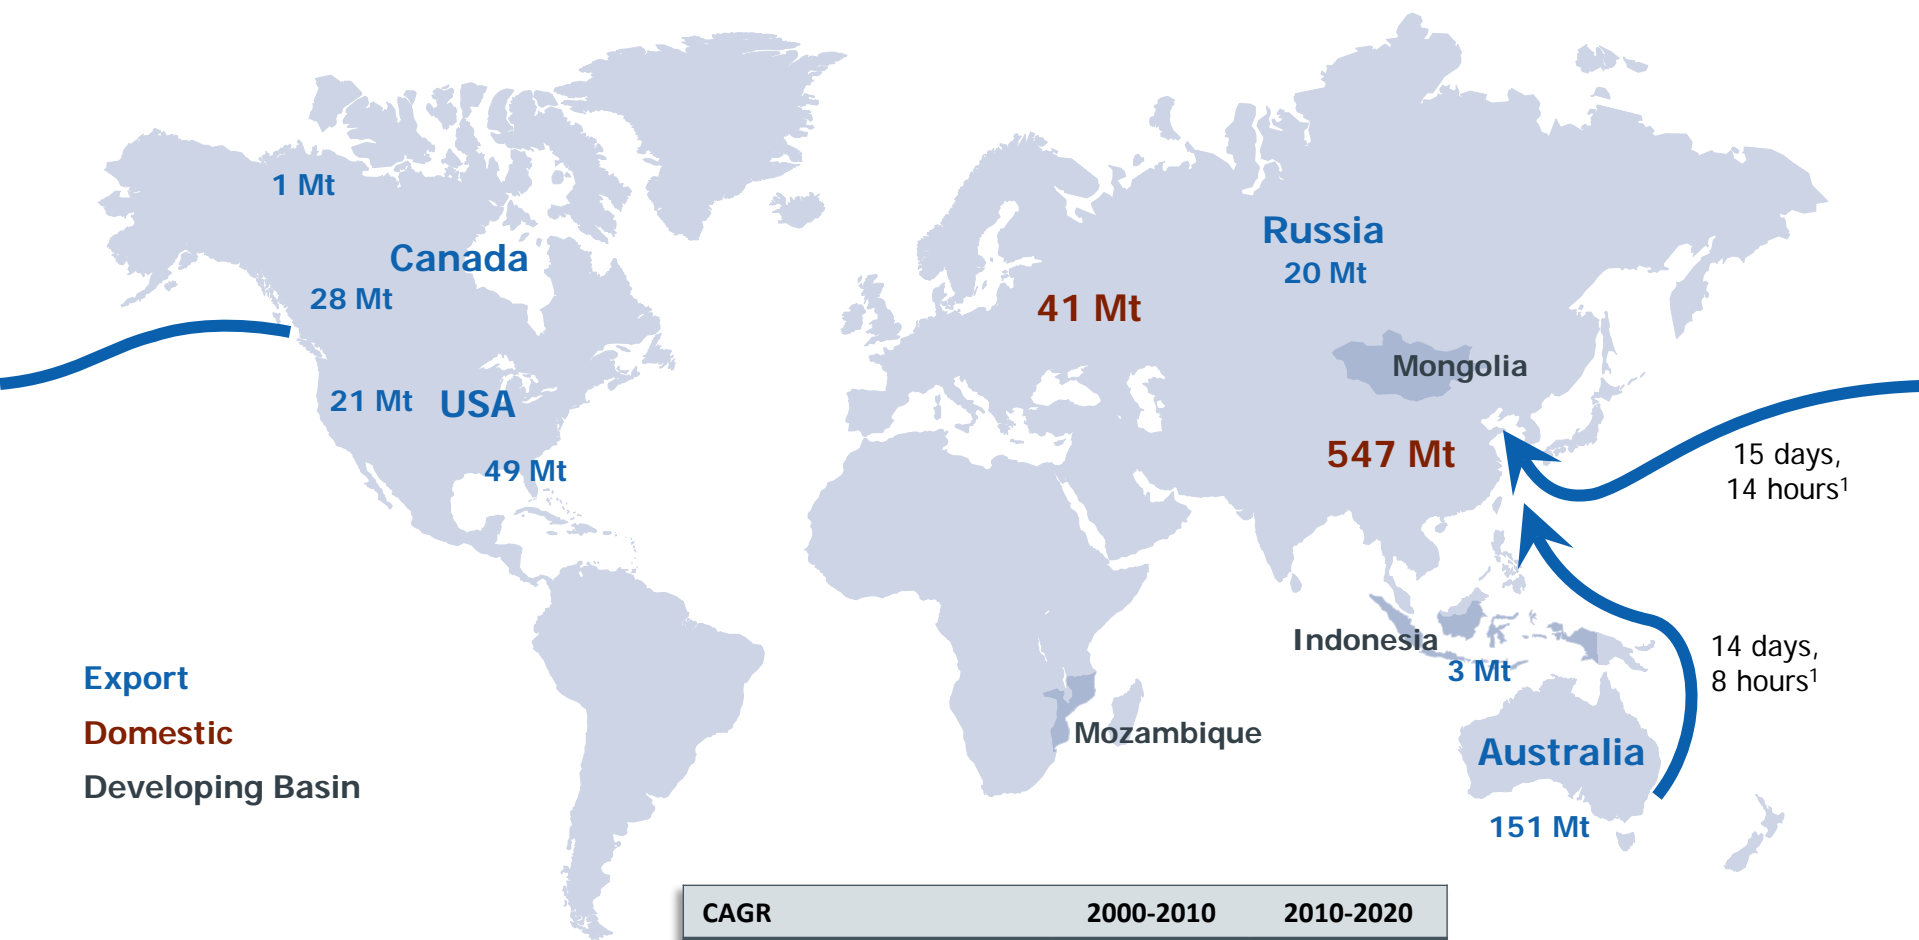 1 Mt
Canada
28 Mt
21 Mt USA
49 Mt
Russia
20 Mt
41 Mt
Mongolia
547 Mt
15 days,
14 hours¹
Indonesia
3 Mt
14 days,
8 hours¹
Mozambique
Australia
151 Mt
Export
Domestic
Developing Basin
CAGR 2000-2010 2010-2020